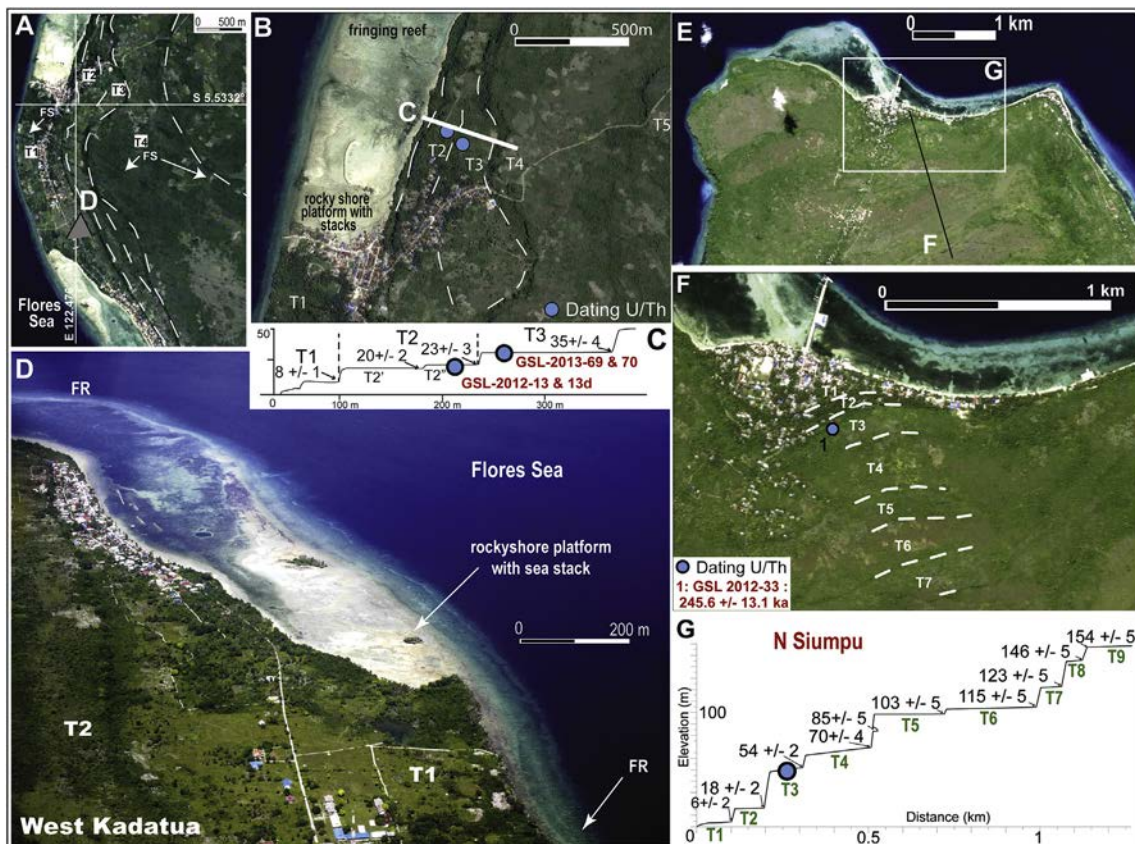 A
500 m
T2
T3
S 5.5332°
FS
T1
T4
FS
D
E 122.476°
Flores
Sea
B
fringing reef
500m
C
T5
T2
T3
T4
rocky shore
platform with
stacks
T1
Dating U/Th
C
50
T1
8 +/- 1
T2
20+/- 2
23+/- 3
T3
35+/- 4
GSL-2013-69 & 70
T2'
T2"
GSL-2012-13 & 13d
0
100 m
200 m
300 m
D
FR
Flores Sea
rockyshore platform
with sea stack
0
200 m
T2
T1
FR
West Kadatua
E
0
1 km
G
F
F
0
1 km
T1
T2
T3
1
T4
T5
T6
T7
Dating U/Th
1: GSL 2012-33 :
245.6 +/- 13.1 ka
G
N Siumpu
154 +/- 5
146 +/- 5
T9
T8
123 +/- 5
T7
103 +/- 5
115 +/- 5
T5
T6
100
85+/- 5
70+/- 4
54 +/-2
T4
T3
18 +/- 2
6+/- 2
T2
T1
Elevation (m)
Distance (km)
0
0.5
1